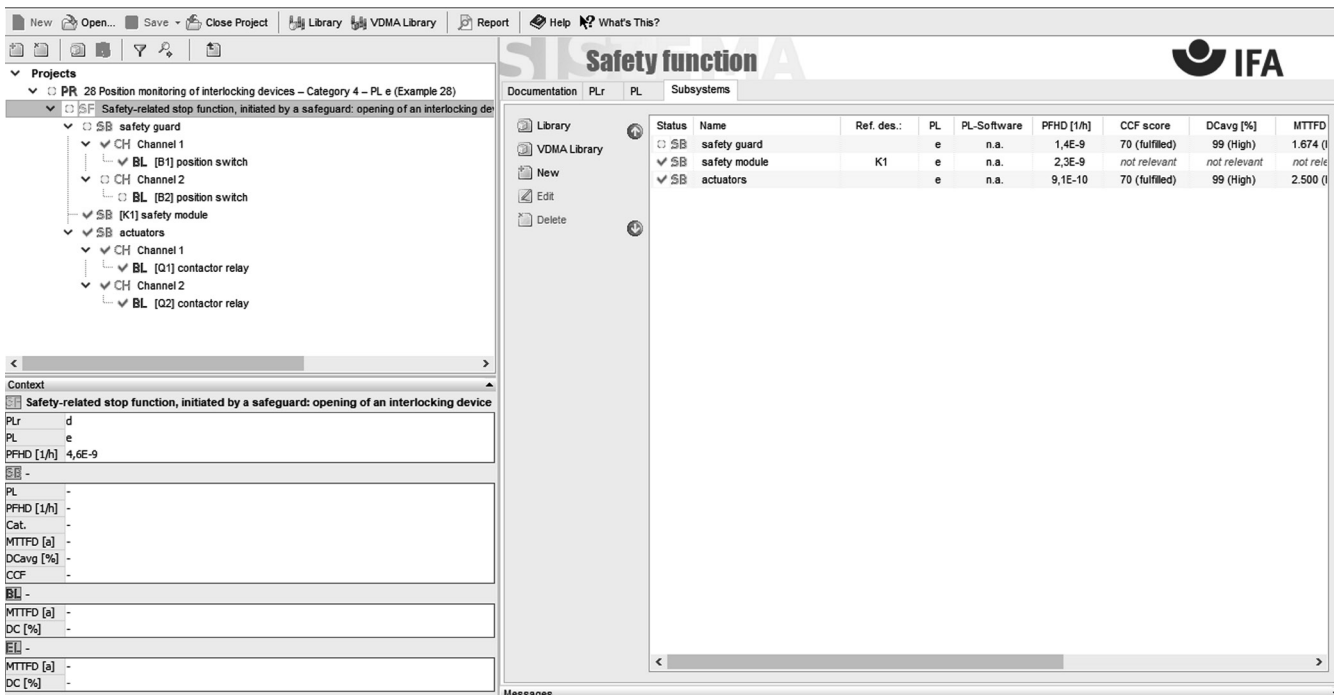 New Open... Save Close Project Library VDMA Library Report Help What's This?
SISTEMA
Safety function
IFA
Projects
PR 28 Position monitoring of interlocking devices – Category 4 – PL e (Example 28)
SF Safety-related stop function, initiated by a safeguard: opening of an interlocking de
SB safety guard
CH Channel 1
BL [B1] position switch
CH Channel 2
BL [B2] position switch
SB [K1] safety module
SB actuators
CH Channel 1
BL [Q1] contactor relay
CH Channel 2
BL [Q2] contactor relay
Context
SF Safety-related stop function, initiated by a safeguard: opening of an interlocking device
PLr d
PL e
PFHD [1/h] 4,6E-9
SB -
PL -
PFHD [1/h] -
Cat. -
MTTFD [a] -
DCavg [%] -
CCF -
BL -
MTTFD [a] -
DC [%] -
EL -
MTTFD [a] -
DC [%] -
Documentation PLr PL Subsystems
Library
VDMA Library
New
Edit
Delete
Status Name Ref. des.: PL PL-Software PFHD [1/h] CCF score DCavg [%] MTTFD
SB safety guard e n.a. 1,4E-9 70 (fulfilled) 99 (High) 1.674 (
SB safety module K1 e n.a. 2,3E-9 not relevant not relevant not rele
SB actuators e n.a. 9,1E-10 70 (fulfilled) 99 (High) 2.500 (
Messages